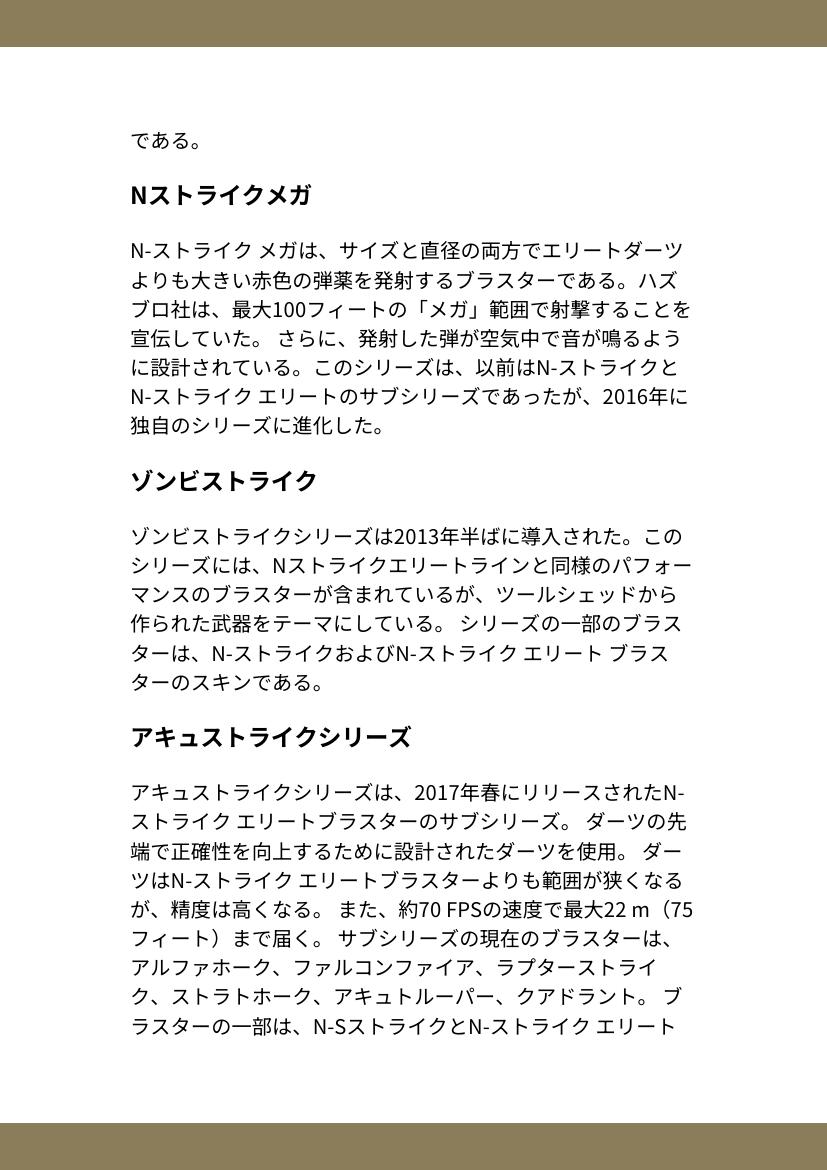 である。
Nストライクメガ
N-ストライク メガは、サイズと直径の両方でエリートダーツ
よりも大きい赤色の弾薬を発射するブラスターである。ハズ
ブロ社は、最大100フィートの「メガ」範囲で射撃することを
宣伝していた。 さらに、発射した弾が空気中で音が鳴るよう
に設計されている。このシリーズは、以前はN-ストライクと
N-ストライク エリートのサブシリーズであったが、2016年に
独自のシリーズに進化した。
ゾンビストライク
ゾンビストライクシリーズは2013年半ばに導入された。この
シリーズには、Nストライクエリートラインと同様のパフォー
マンスのブラスターが含まれているが、ツールシェッドから
作られた武器をテーマにしている。 シリーズの一部のブラス
ターは、N-ストライクおよびN-ストライク エリート ブラス
ターのスキンである。
アキュストライクシリーズ
アキュストライクシリーズは、2017年春にリリースされたN-
ストライク エリートブラスターのサブシリーズ。 ダーツの先
端で正確性を向上するために設計されたダーツを使用。 ダー
ツはN-ストライク エリートブラスターよりも範囲が狭くなる
が、精度は高くなる。 また、約70 FPSの速度で最大22 m（75
フィート）まで届く。 サブシリーズの現在のブラスターは、
アルファホーク、ファルコンファイア、ラプターストライ
ク、ストラトホーク、アキュトルーパー、クアドラント。 ブ
ラスターの一部は、N-SストライクとN-ストライク エリート